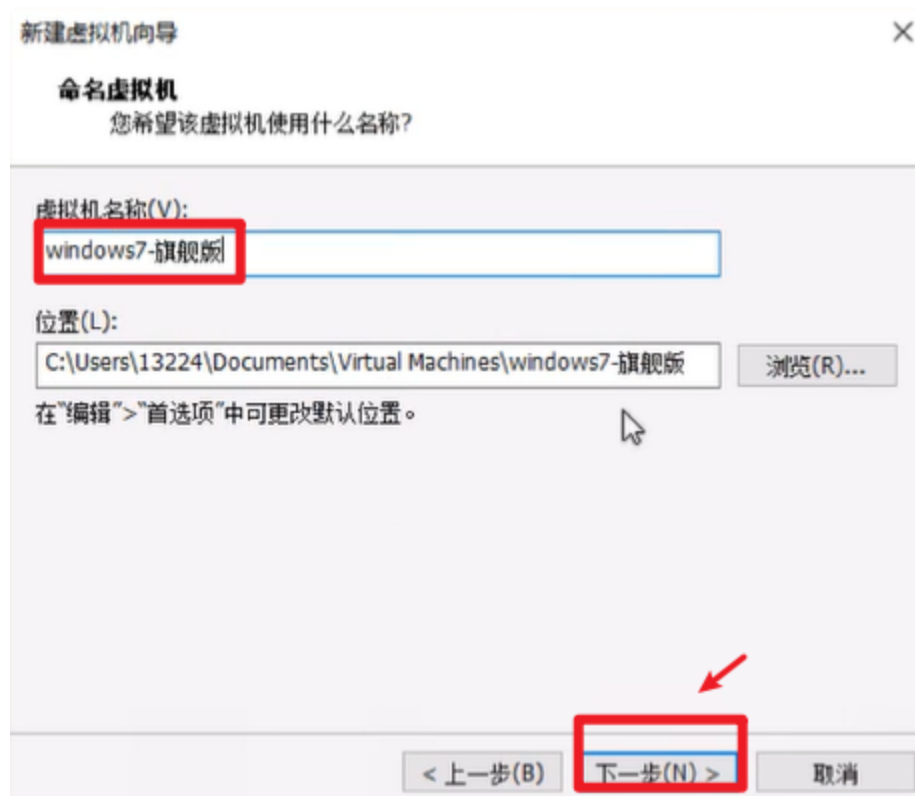 新建虚拟机向导
命名虚拟机
您希望该虚拟机使用什么名称?
虚拟机名称(V):
windows7-旗舰版
位置(L):
C:\Users\13224\Documents\Virtual Machines\windows7-旗舰版
浏览(R)...
在"编辑">"首选项"中可更改默认位置。
< 上一步(B)
下一步(N) >
取消